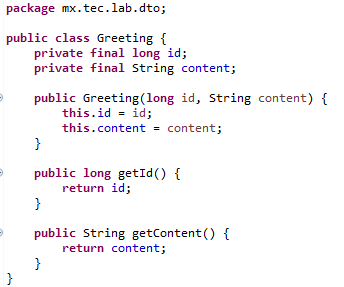 package mx.tec.lab.dto;

public class Greeting {
    private final long id;
    private final String content;

    public Greeting(long id, String content) {
        this.id = id;
        this.content = content;
    }

    public long getId() {
        return id;
    }

    public String getContent() {
        return content;
    }
}